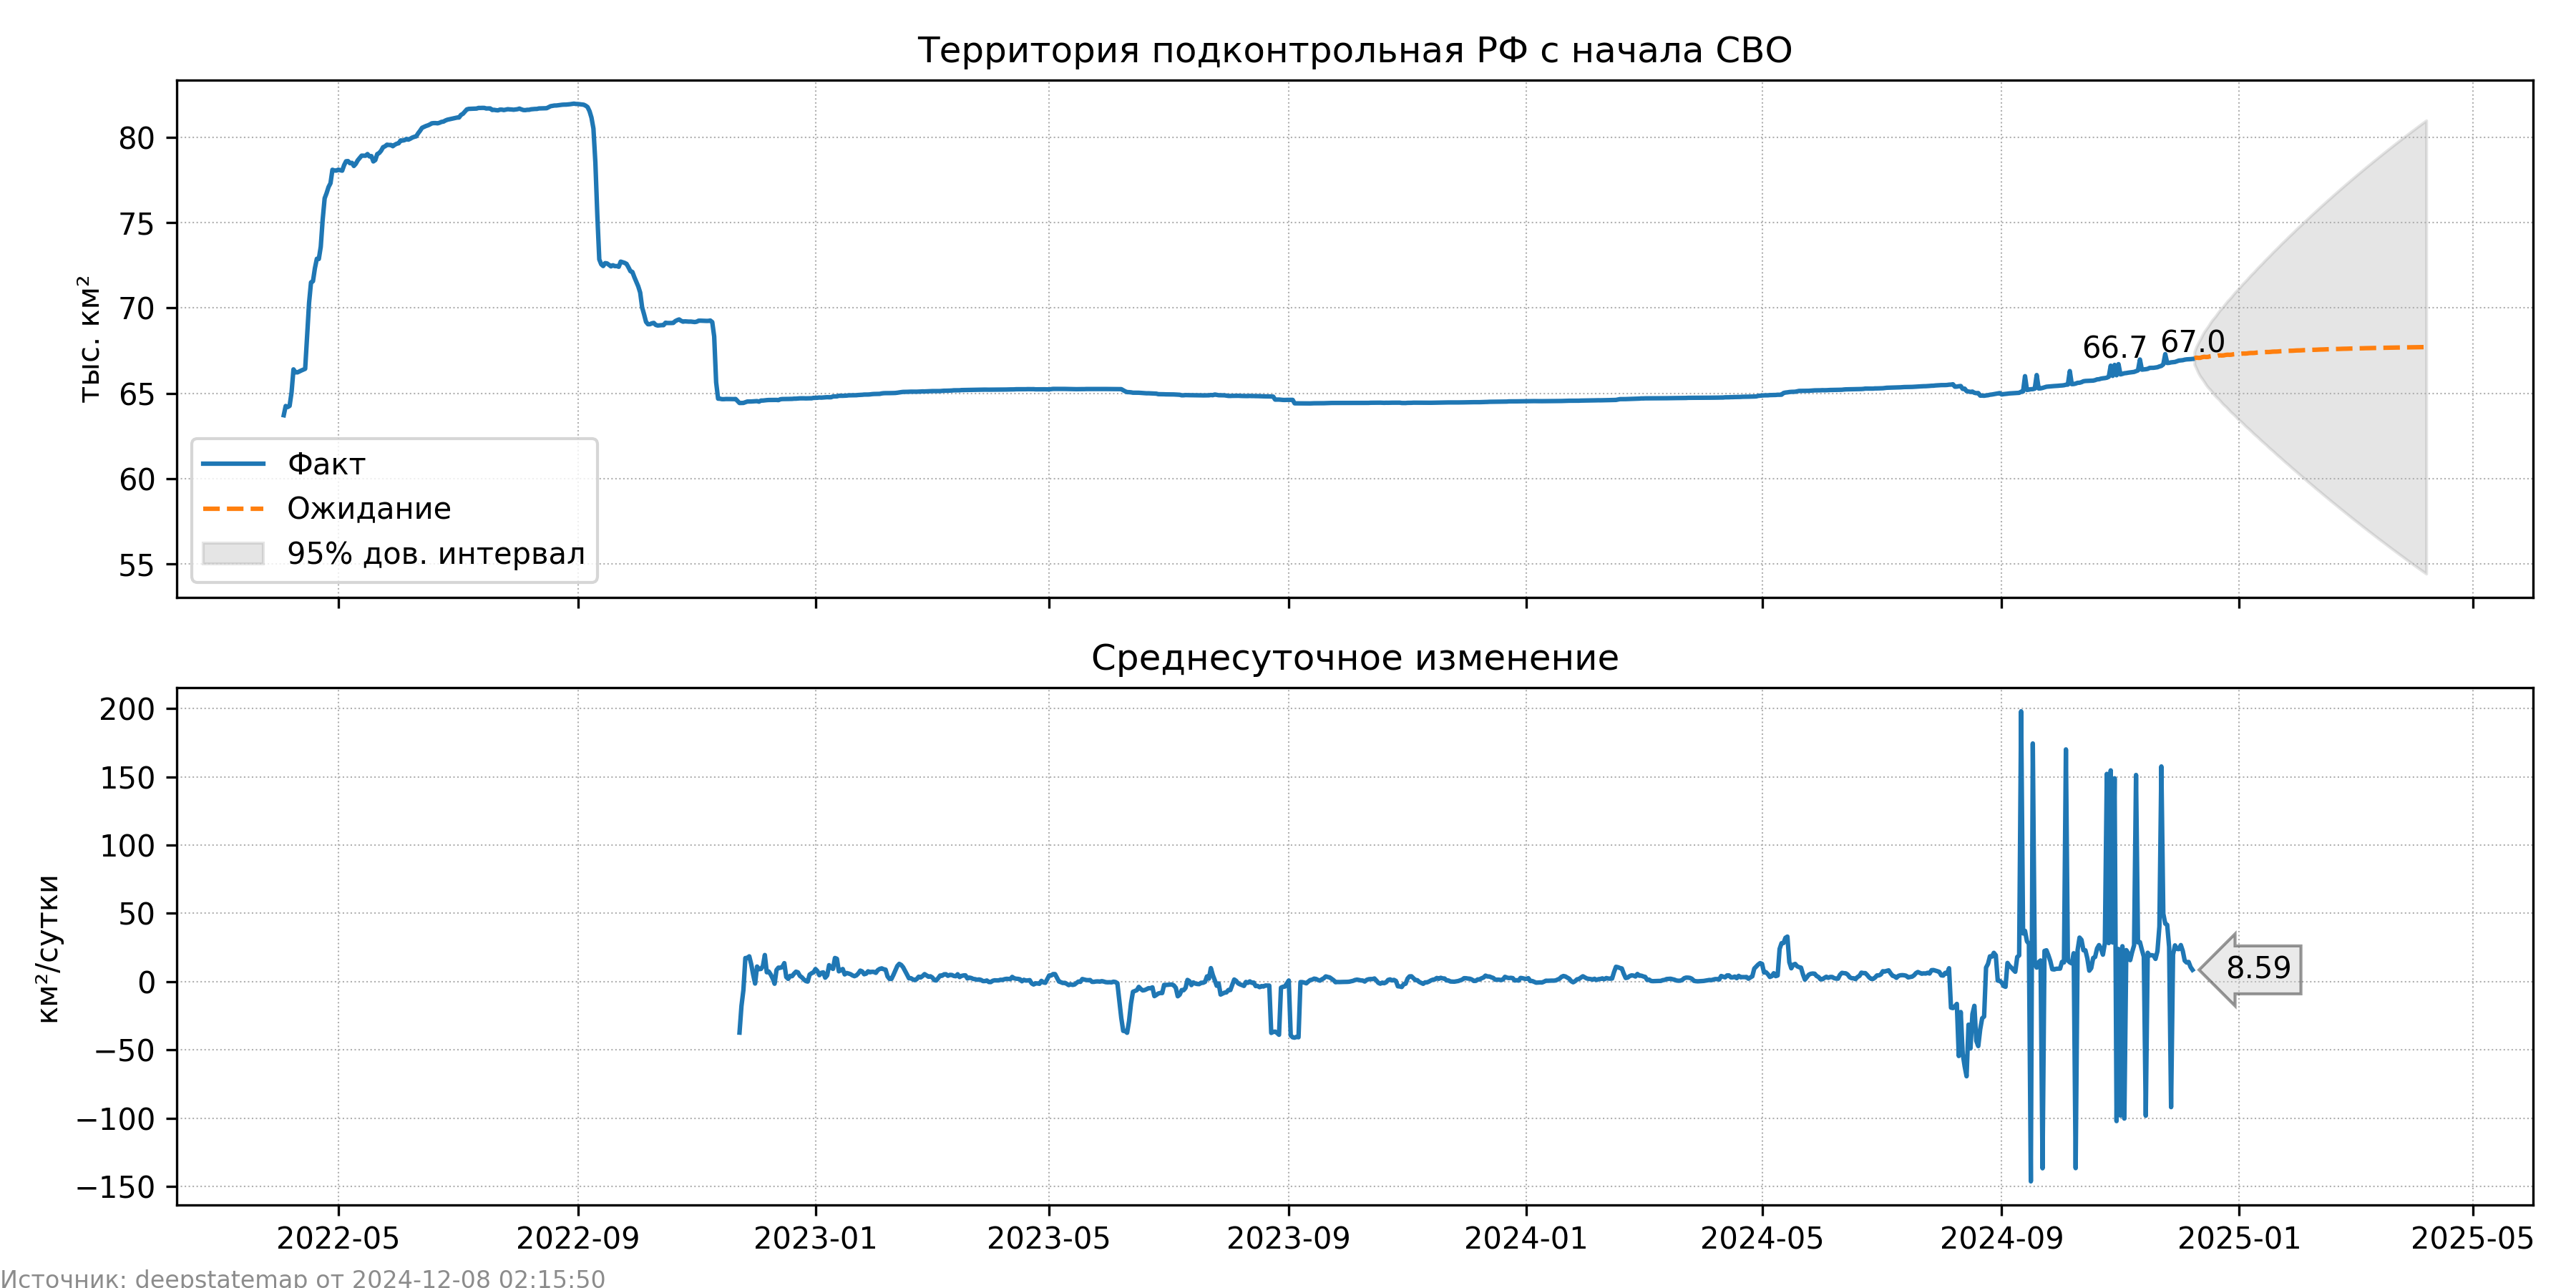 Территория подконтрольная РФ с начала СВО
тыс. км²
80
75
70
65
60
55
66.7
67.0
Факт
Ожидание
95% дов. интервал
Среднесуточное изменение
км²/сутки
200
150
100
50
0
−50
−100
−150
8.59
2022-05 2022-09 2023-01 2023-05 2023-09 2024-01 2024-05 2024-09 2025-01 2025-05
Источник: deepstatemap от 2024-12-08 02:15:50